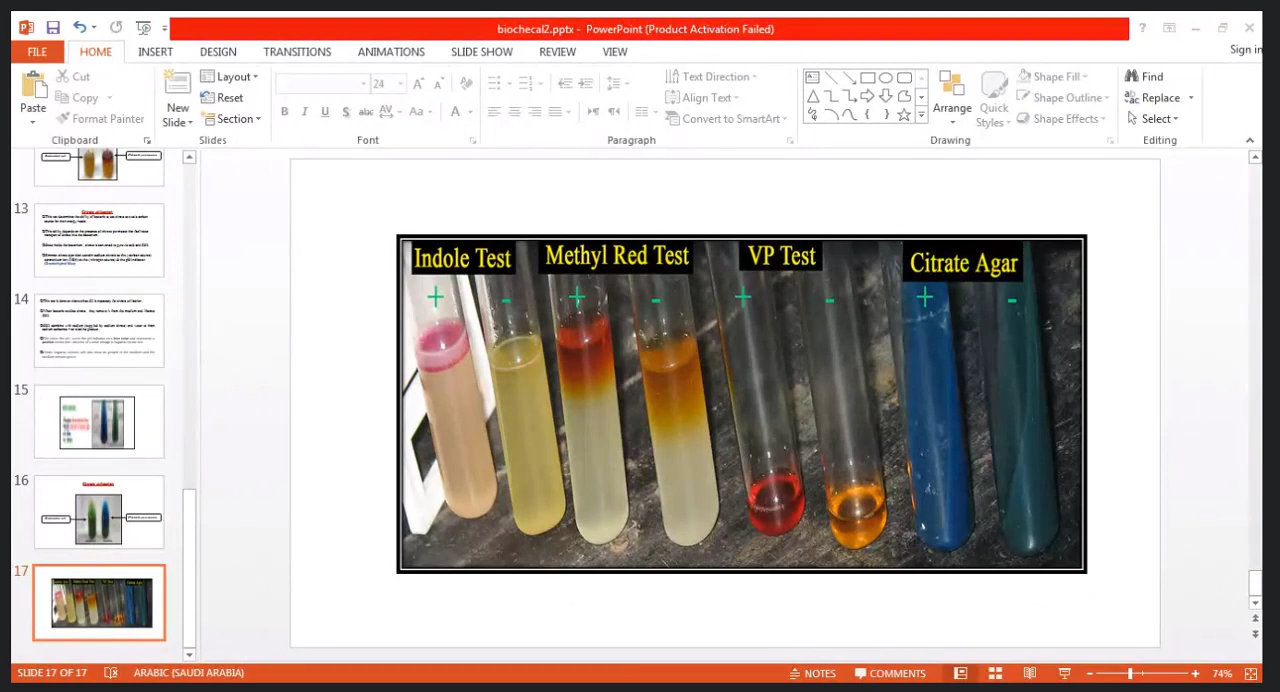 biochecal2.pptx - PowerPoint (Product Activation Failed)
FILE HOME INSERT DESIGN TRANSITIONS ANIMATIONS SLIDE SHOW REVIEW VIEW
Sign in
Paste
Cut
Copy
Format Painter
Clipboard
New
Slide
Layout
Reset
Section
Slides
24
B I U S abc AV Aa A
Font
Paragraph
Text Direction
Align Text
Convert to SmartArt
Arrange
Quick
Styles
Shape Fill
Shape Outline
Shape Effects
Drawing
Find
Replace
Select
Editing
13
14
15
16
17
Indole Test
Methyl Red Test
VP Test
Citrate Agar
+ - + - + - + -
SLIDE 17 OF 17
ARABIC (SAUDI ARABIA)
NOTES
COMMENTS
74%